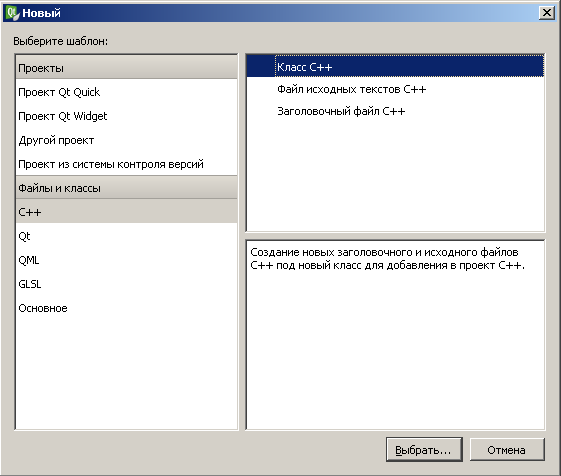 Новый
Выберите шаблон:
Проекты
Проект Qt Quick
Проект Qt Widget
Другой проект
Проект из системы контроля версий
Файлы и классы
C++
Qt
QML
GLSL
Основное
Класс C++
Файл исходных текстов C++
Заголовочный файл C++
Создание новых заголовочного и исходного файлов
C++ под новый класс для добавления в проект C++.
Выбрать...
Отмена